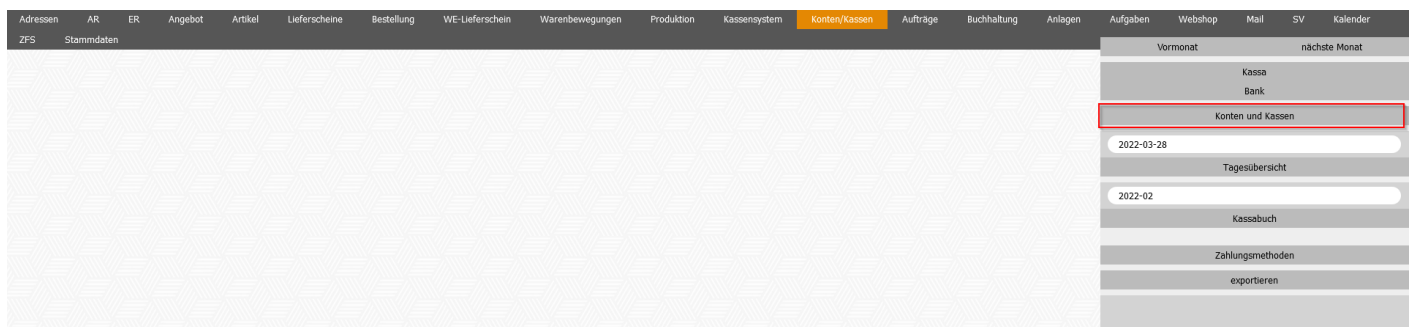 Adressen AR ER Angebot Artikel Lieferscheine Bestellung WE-Lieferschein Warenbewegungen Produktion Kassensystem Konten/Kassen Aufträge Buchhaltung Anlagen Aufgaben Webshop Mail SV Kalender
ZFS Stammdaten
Vormonat nächste Monat
Kassa
Bank
Konten und Kassen
2022-03-28
Tagesübersicht
2022-02
Kassabuch
Zahlungsmethoden
exportieren